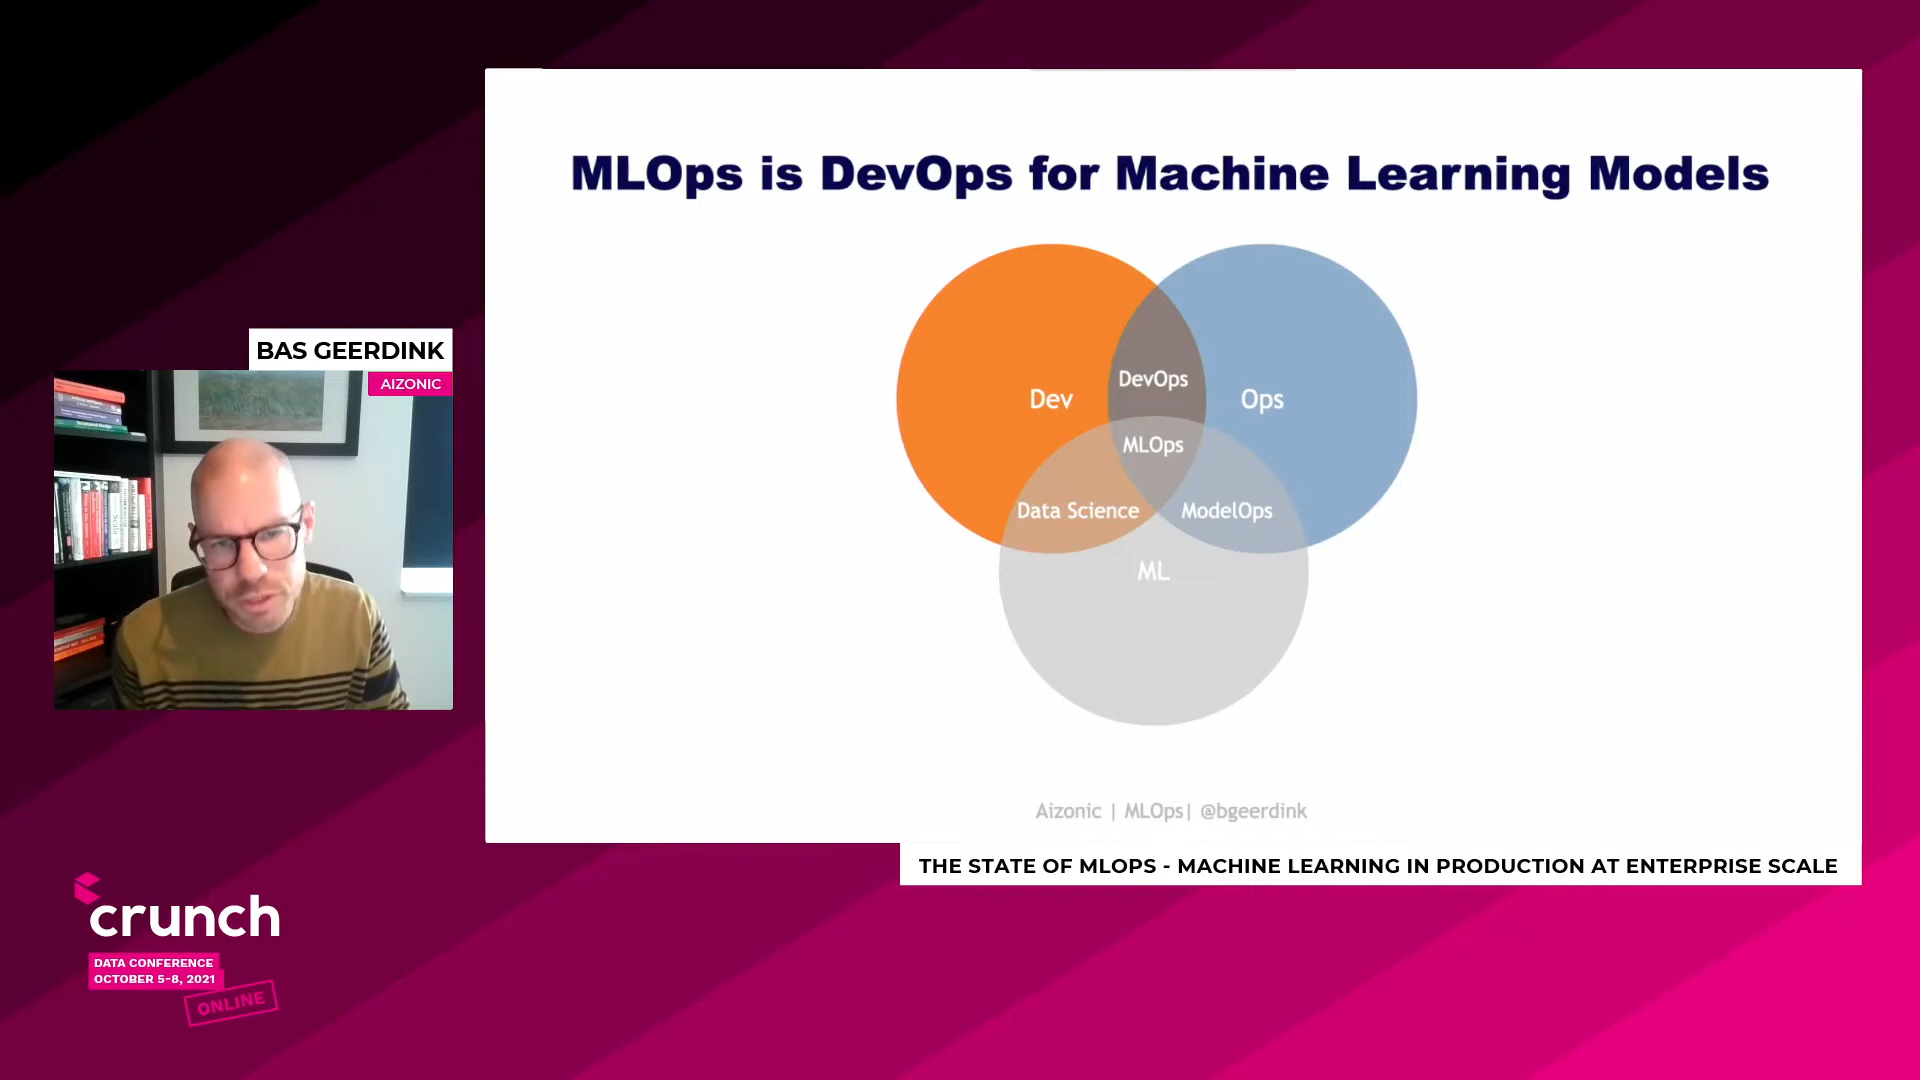 MLOps is DevOps for Machine Learning Models
BAS GEERDINK
AIZONIC
DevOps
Dev
Ops
MLOps
Data Science
ModelOps
ML
Aizonic | MLOps| @bgeerdink
THE STATE OF MLOPS - MACHINE LEARNING IN PRODUCTION AT ENTERPRISE SCALE
crunch
DATA CONFERENCE
OCTOBER 5-8, 2021
ONLINE